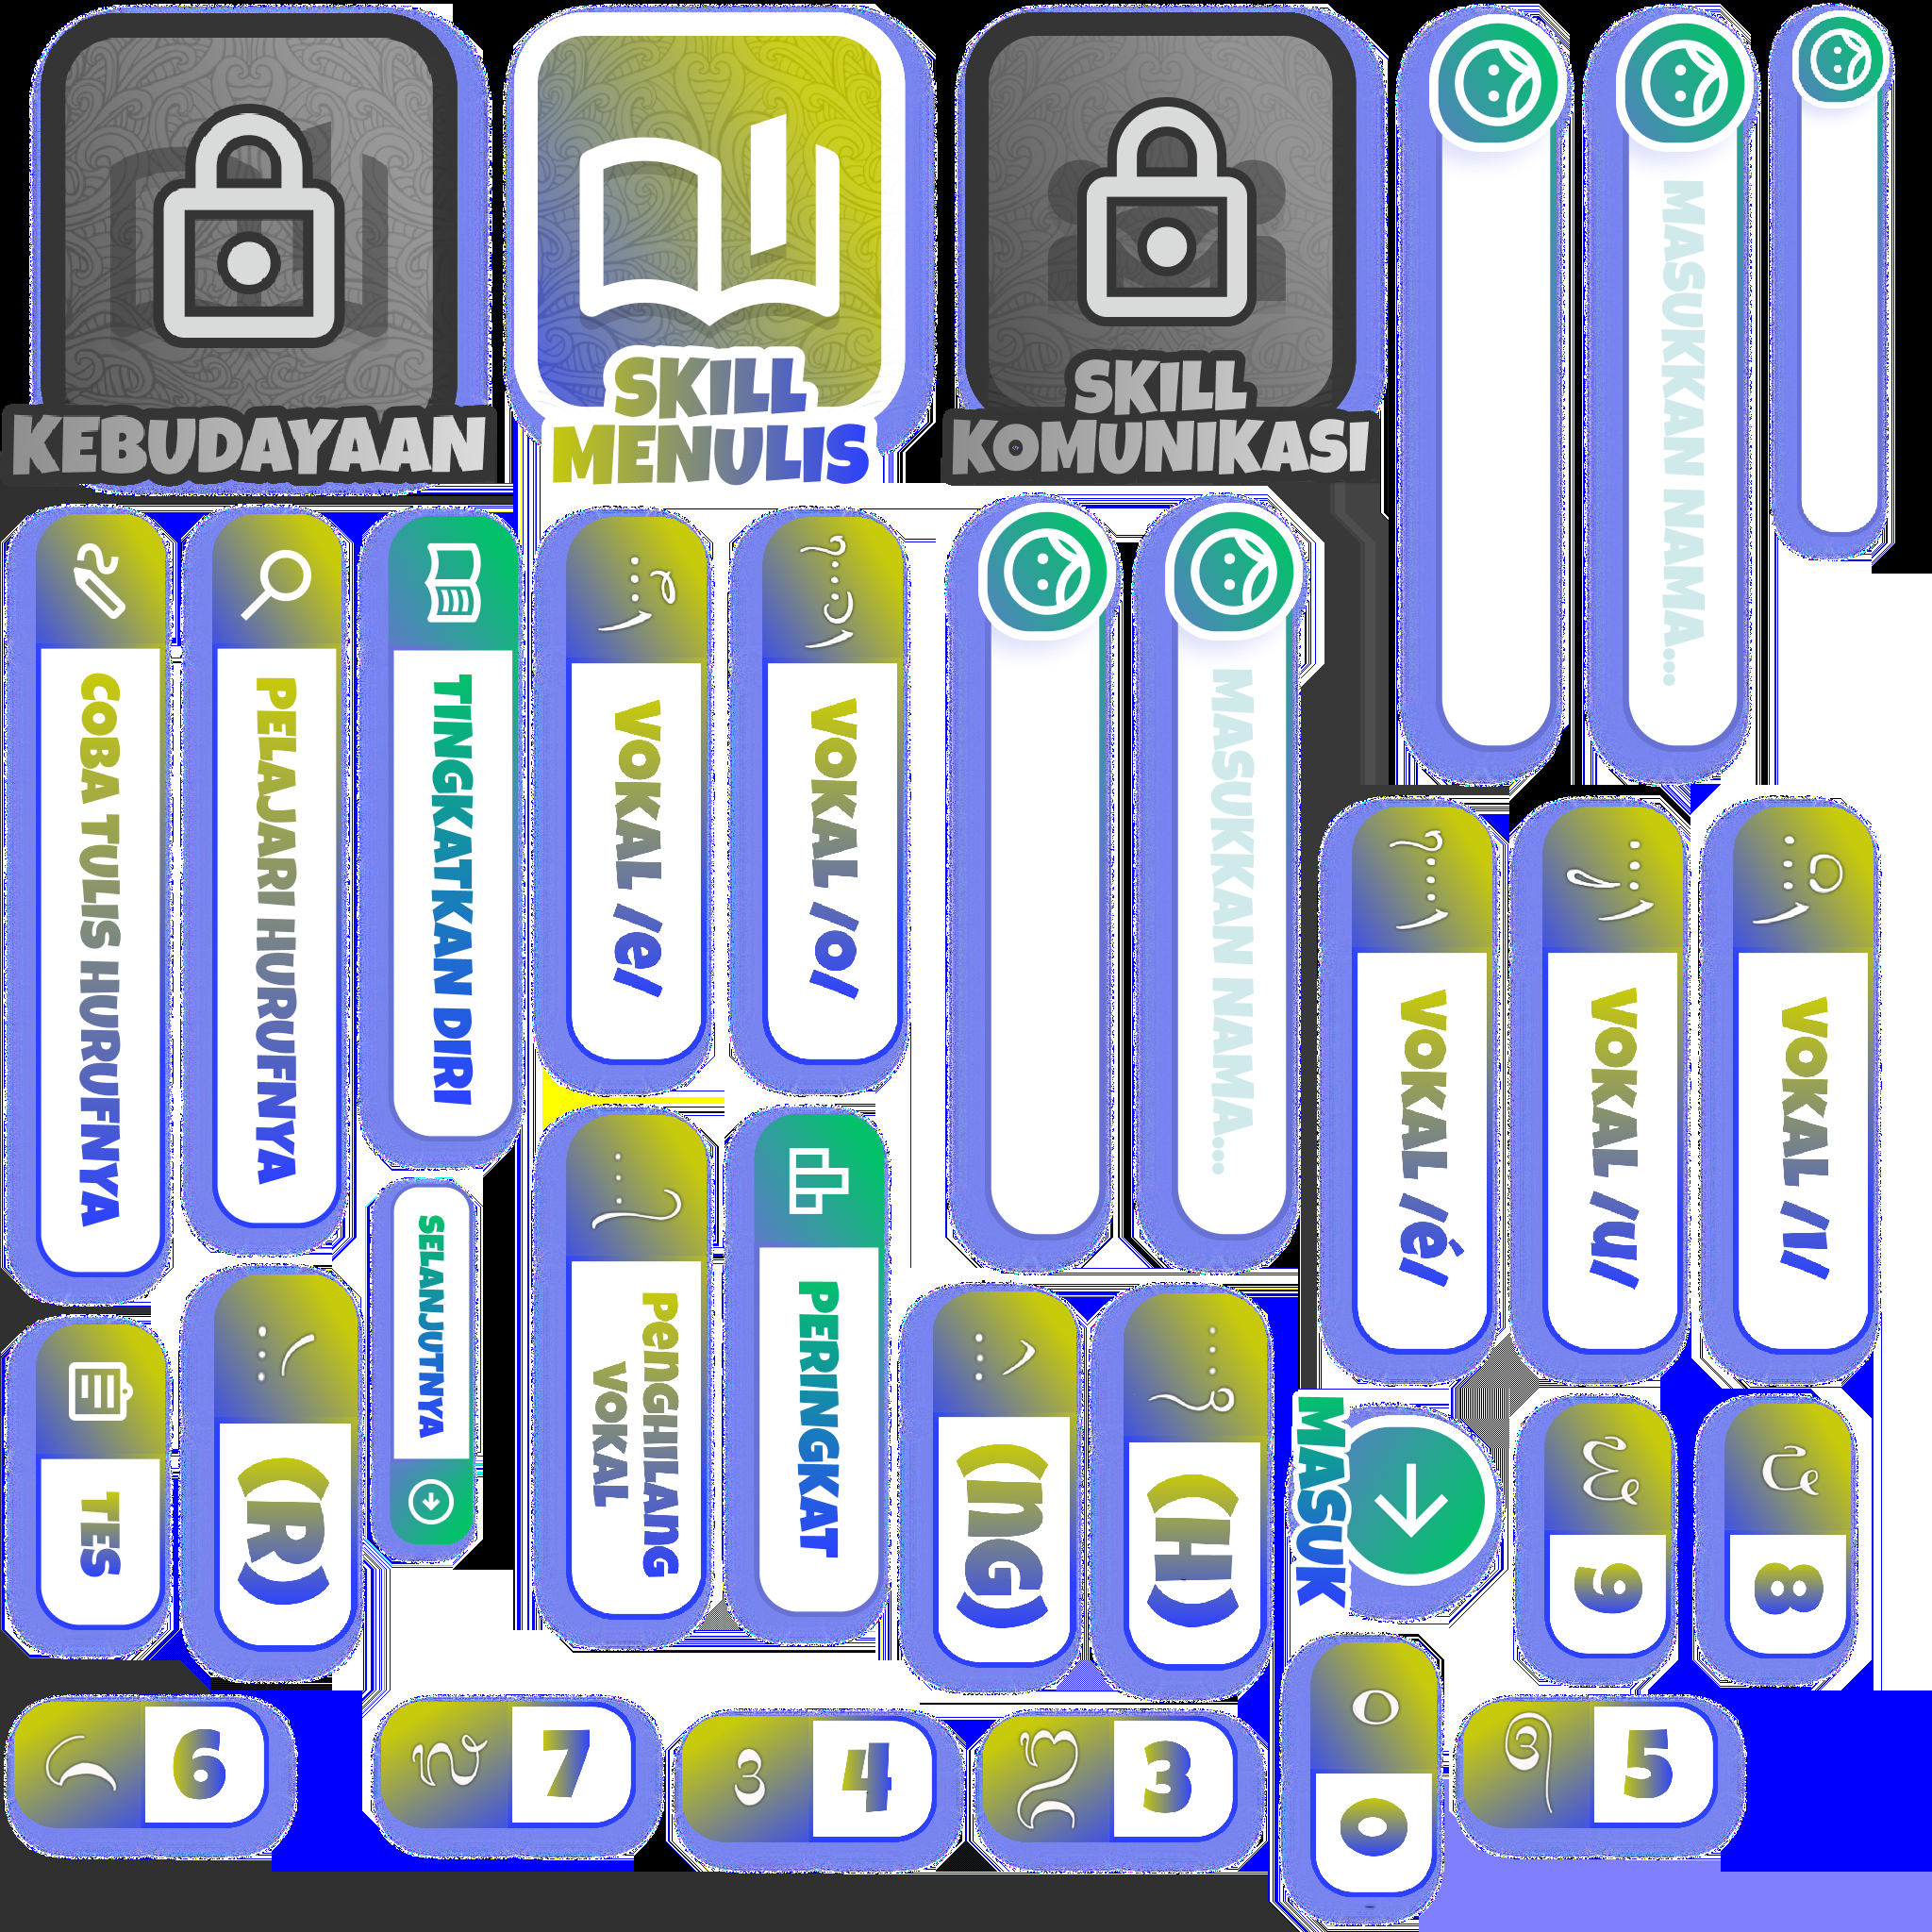 KEBUDAYAAN
SKILL
MENULIS
SKILL
KOMUNIKASI
MASUKKAN NAMA...
COBA TULIS HURUFNYA
PELAJARI HURUFNYA
TINGKATKAN DIRI
VOKAL /e/
VOKAL /o/
MASUKKAN NAMA...
VOKAL /é/
VOKAL /u/
VOKAL /I/
TES
(R)
SELANJUTNYA
PENGHILANG
VOKAL
PERINGKAT
(NG)
(H)
MASUK
9
8
6
7
4
3
0
5